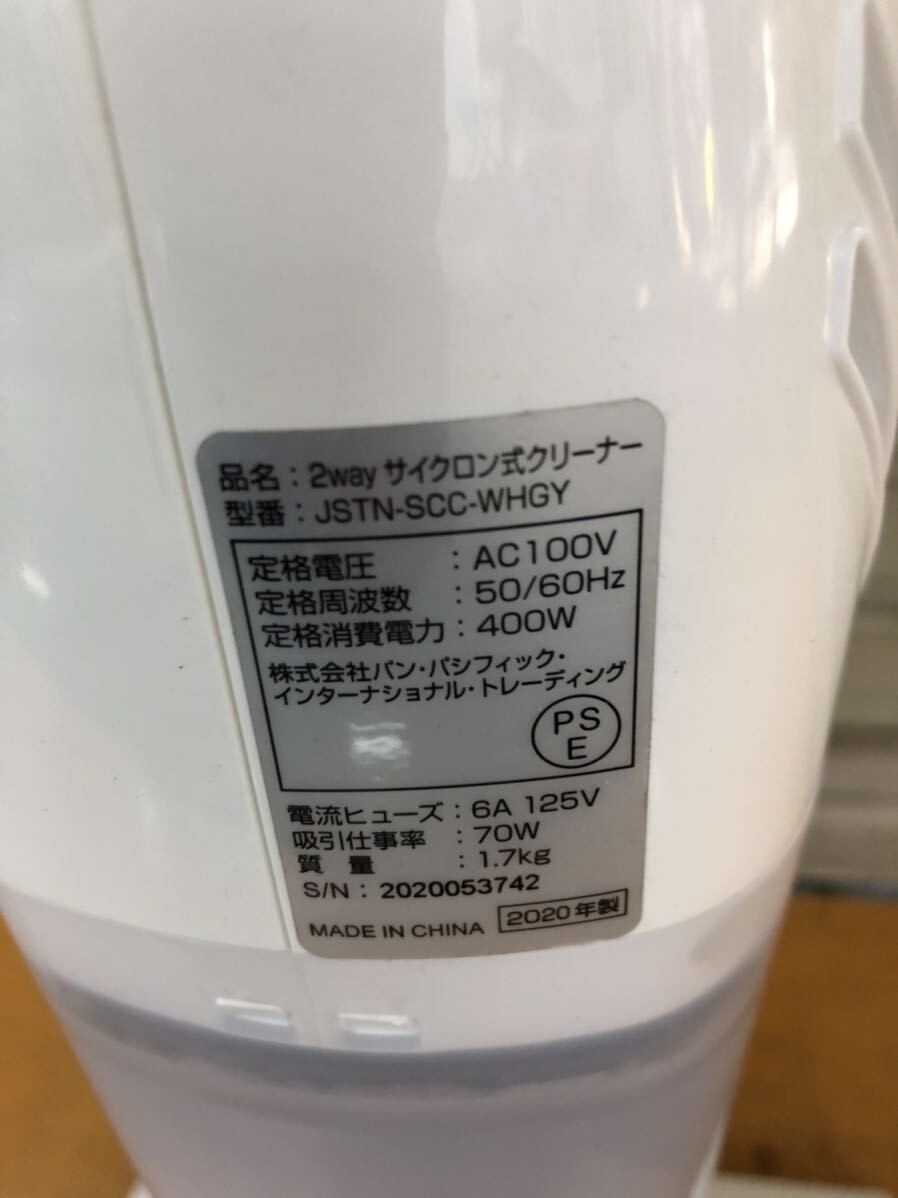 品名：2way サイクロン式クリーナー
型番：JSTN-SCC-WHGY
定格電圧　：AC100V
定格周波数　：50/60Hz
定格消費電力：400W
株式会社パン・パシフィック・
インターナショナル・トレーディング
PS
E
電流ヒューズ：6A 125V
吸引仕事率　：70W
質　量　　　：1.7kg
S/N：2020053742
MADE IN CHINA 2020年製